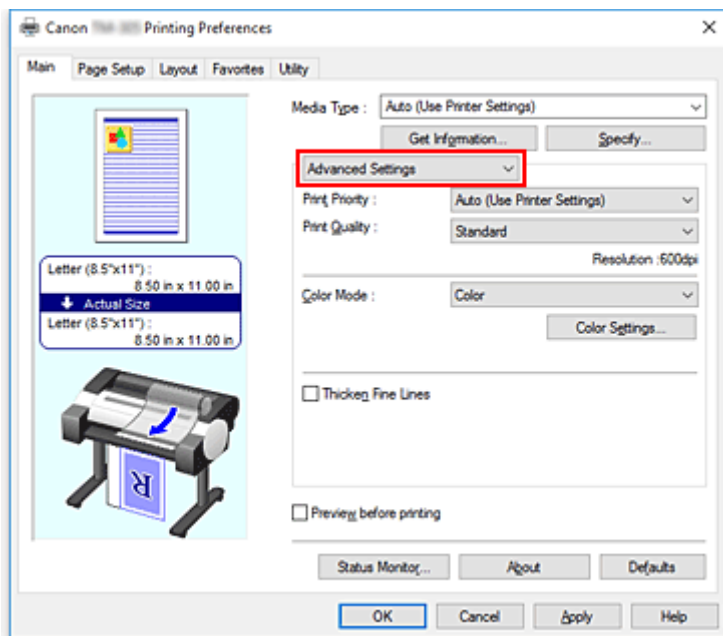 Canon Printing Preferences
Main Page Setup Layout Favorites Utility
Media Type : Auto (Use Printer Settings)
Get Information... Specify...
Advanced Settings
Print Priority : Auto (Use Printer Settings)
Print Quality : Standard
Resolution :600dpi
Letter (8.5"x11") :
8.50 in x 11.00 in
Actual Size
Letter (8.5"x11") :
8.50 in x 11.00 in
Color Mode : Color
Color Settings...
Thicken Fine Lines
R
Preview before printing
Status Monitor... About Defaults
OK Cancel Apply Help